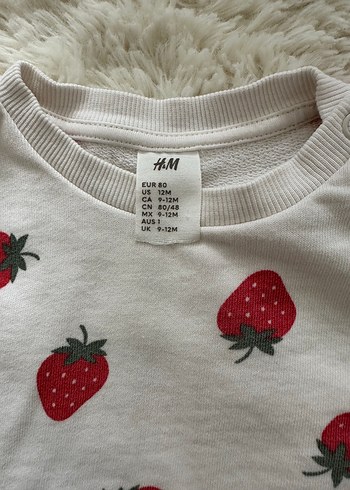 H&M
EUR 80
US 12M
CA 9-12M
CN 80/48
MX 9-12M
AUS 1
UK 9-12M